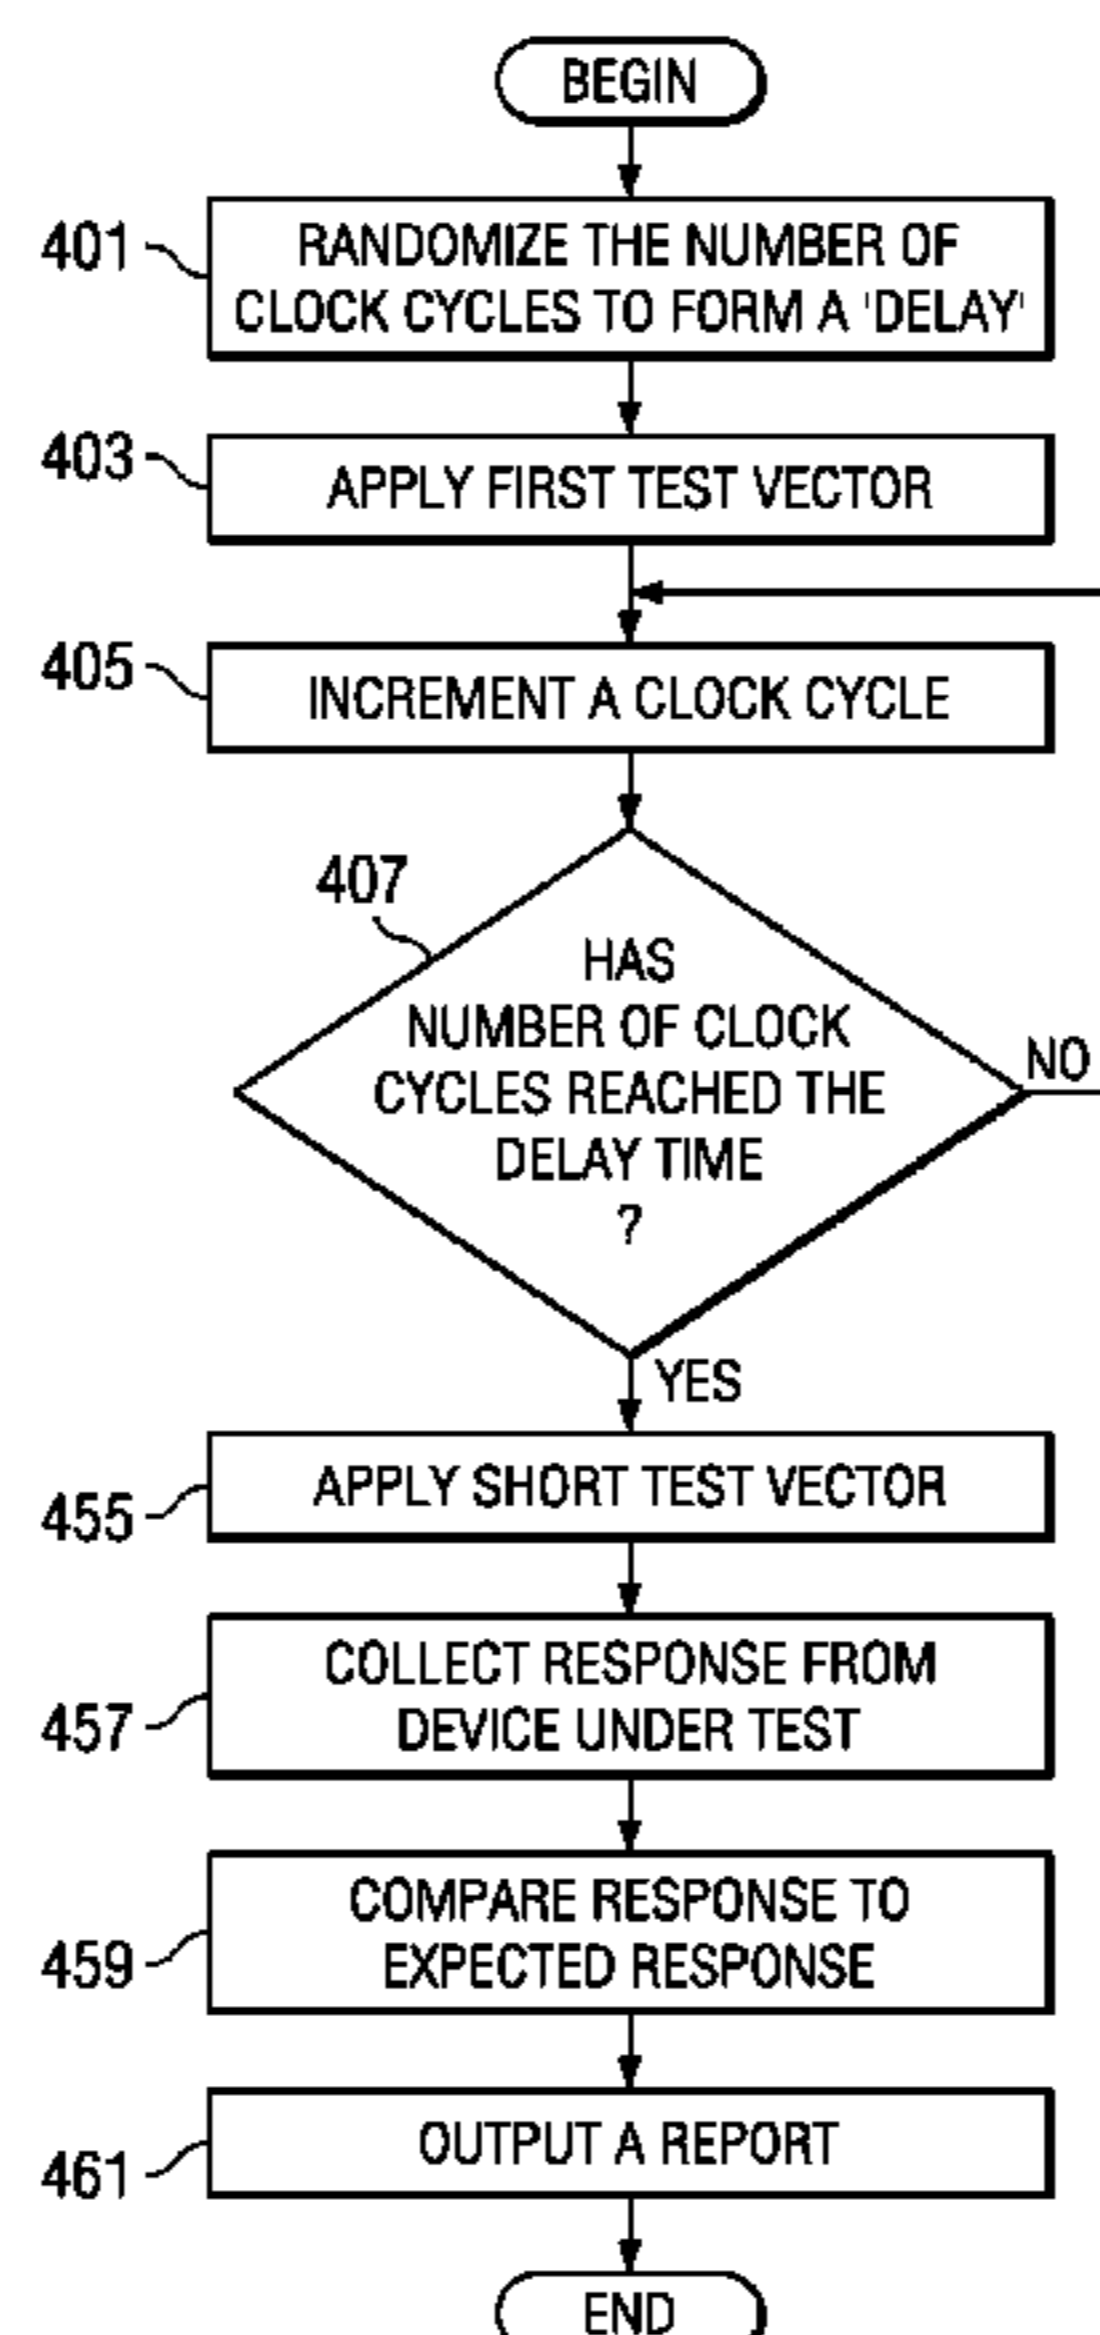 BEGIN
401
RANDOMIZE THE NUMBER OF
CLOCK CYCLES TO FORM A 'DELAY'
403
APPLY FIRST TEST VECTOR
405
INCREMENT A CLOCK CYCLE
407
HAS
NUMBER OF CLOCK
CYCLES REACHED THE
DELAY TIME
?
NO
YES
455
APPLY SHORT TEST VECTOR
457
COLLECT RESPONSE FROM
DEVICE UNDER TEST
459
COMPARE RESPONSE TO
EXPECTED RESPONSE
461
OUTPUT A REPORT
END